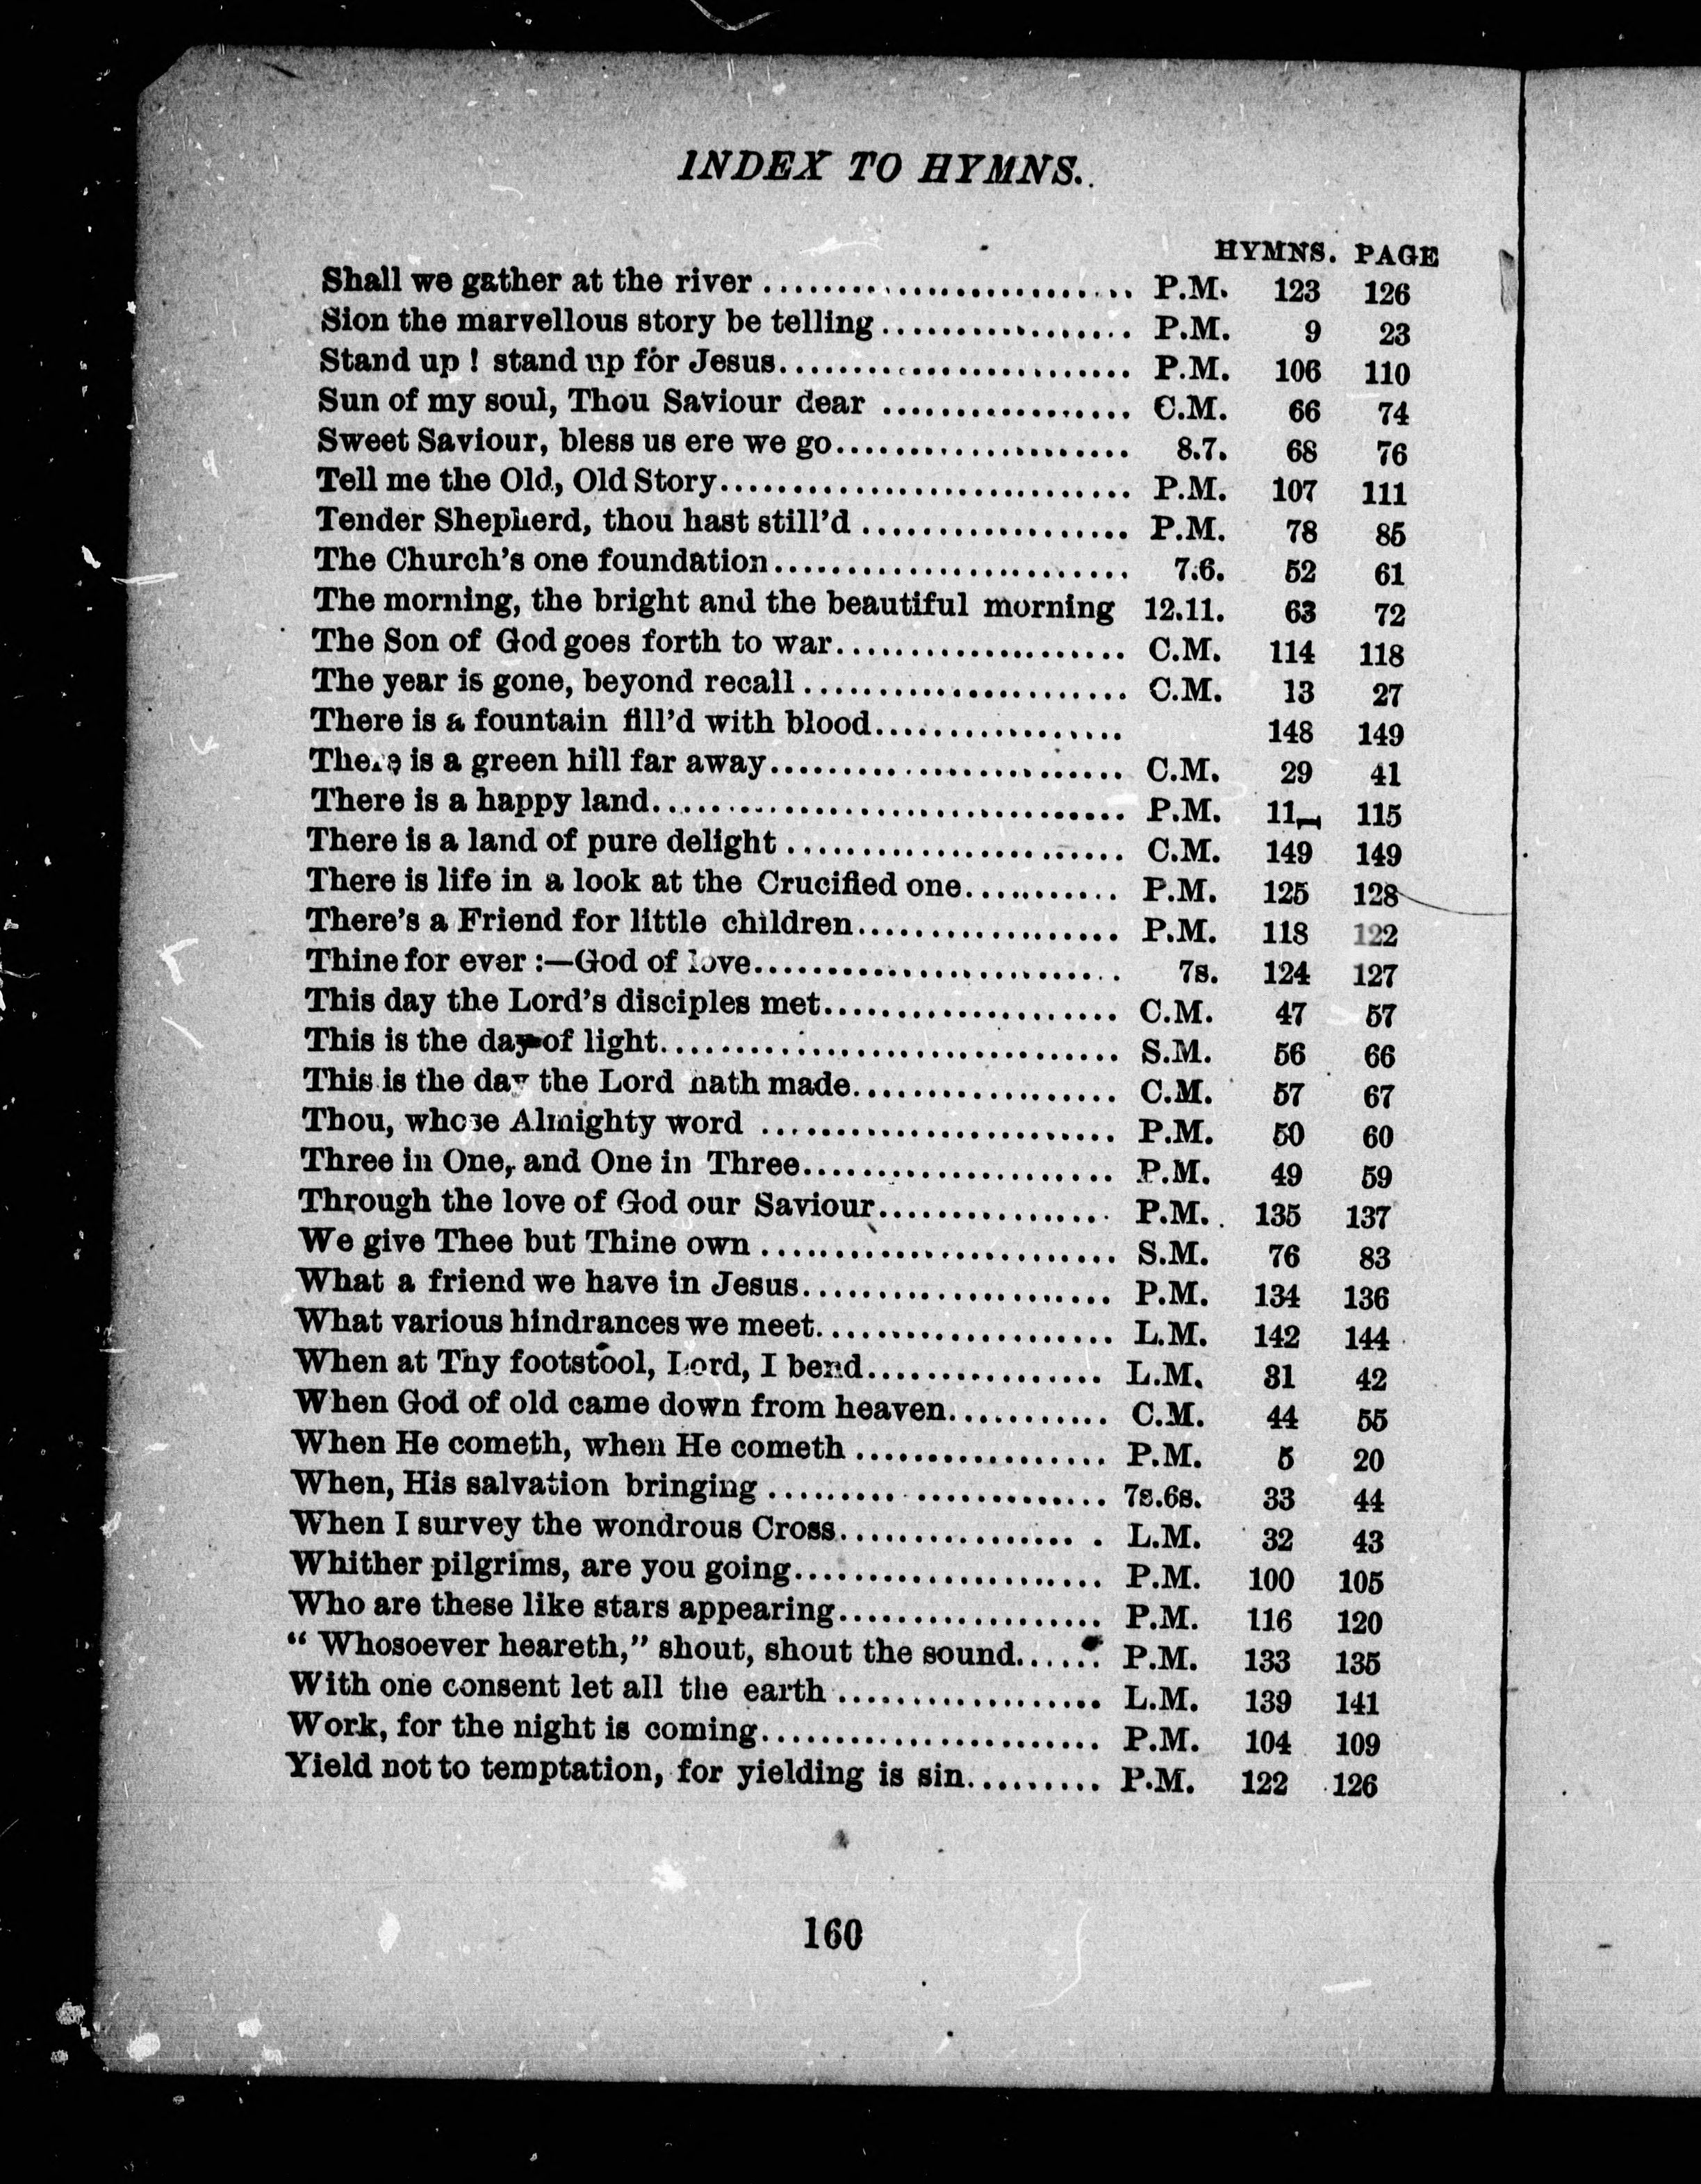 INDEX TO HYMNS.
HYMNS. PAGE
Shall we gather at the river .......................... P.M. 123 126
Sion the marvellous story be telling ................. P.M. 9 23
Stand up ! stand up for Jesus........................ P.M. 106 110
Sun of my soul, Thou Saviour dear ................. C.M. 66 74
Sweet Saviour, bless us ere we go.................... 8.7. 68 76
Tell me the Old, Old Story............................ P.M. 107 111
Tender Shepherd, thou hast still'd .................. P.M. 78 85
The Church's one foundation........................ 7.6. 52 61
The morning, the bright and the beautiful morning 12.11. 63 72
The Son of God goes forth to war.................... C.M. 114 118
The year is gone, beyond recall ...................... C.M. 13 27
There is a fountain fill'd with blood................. 148 149
There is a green hill far away........................ C.M. 29 41
There is a happy land................................ P.M. 115
There is a land of pure delight ....................... C.M. 149 149
There is life in a look at the Crucified one........... P.M. 125 128
There's a Friend for little children.................. P.M. 118 122
Thine for ever :—God of love......................... 7s. 124 127
This day the Lord's disciples met.................... C.M. 47 57
This is the day of light............................... S.M. 56 66
This is the day the Lord hath made.................. C.M. 57 67
Thou, whose Almighty word ........................ P.M. 50 60
Three in One, and One in Three..................... P.M. 49 59
Through the love of God our Saviour................ P.M. 135 137
We give Thee but Thine own ........................ S.M. 76 83
What a friend we have in Jesus..................... P.M. 134 136
What various hindrances we meet.................... L.M. 142 144
When at Thy footstool, Lord, I bend................ L.M. 31 42
When God of old came down from heaven........... C.M. 44 55
When He cometh, when He cometh ................. P.M. 5 20
When, His salvation bringing ...................... 7s.6s. 33 44
When I survey the wondrous Cross.................. L.M. 32 43
Whither pilgrims, are you going..................... P.M. 100 105
Who are these like stars appearing.................. P.M. 116 120
“ Whosoever heareth,” shout, shout the sound...... P.M. 133 135
With one consent let all the earth .................. L.M. 139 141
Work, for the night is coming....................... P.M. 104 109
Yield not to temptation, for yielding is sin......... P.M. 122 126
160